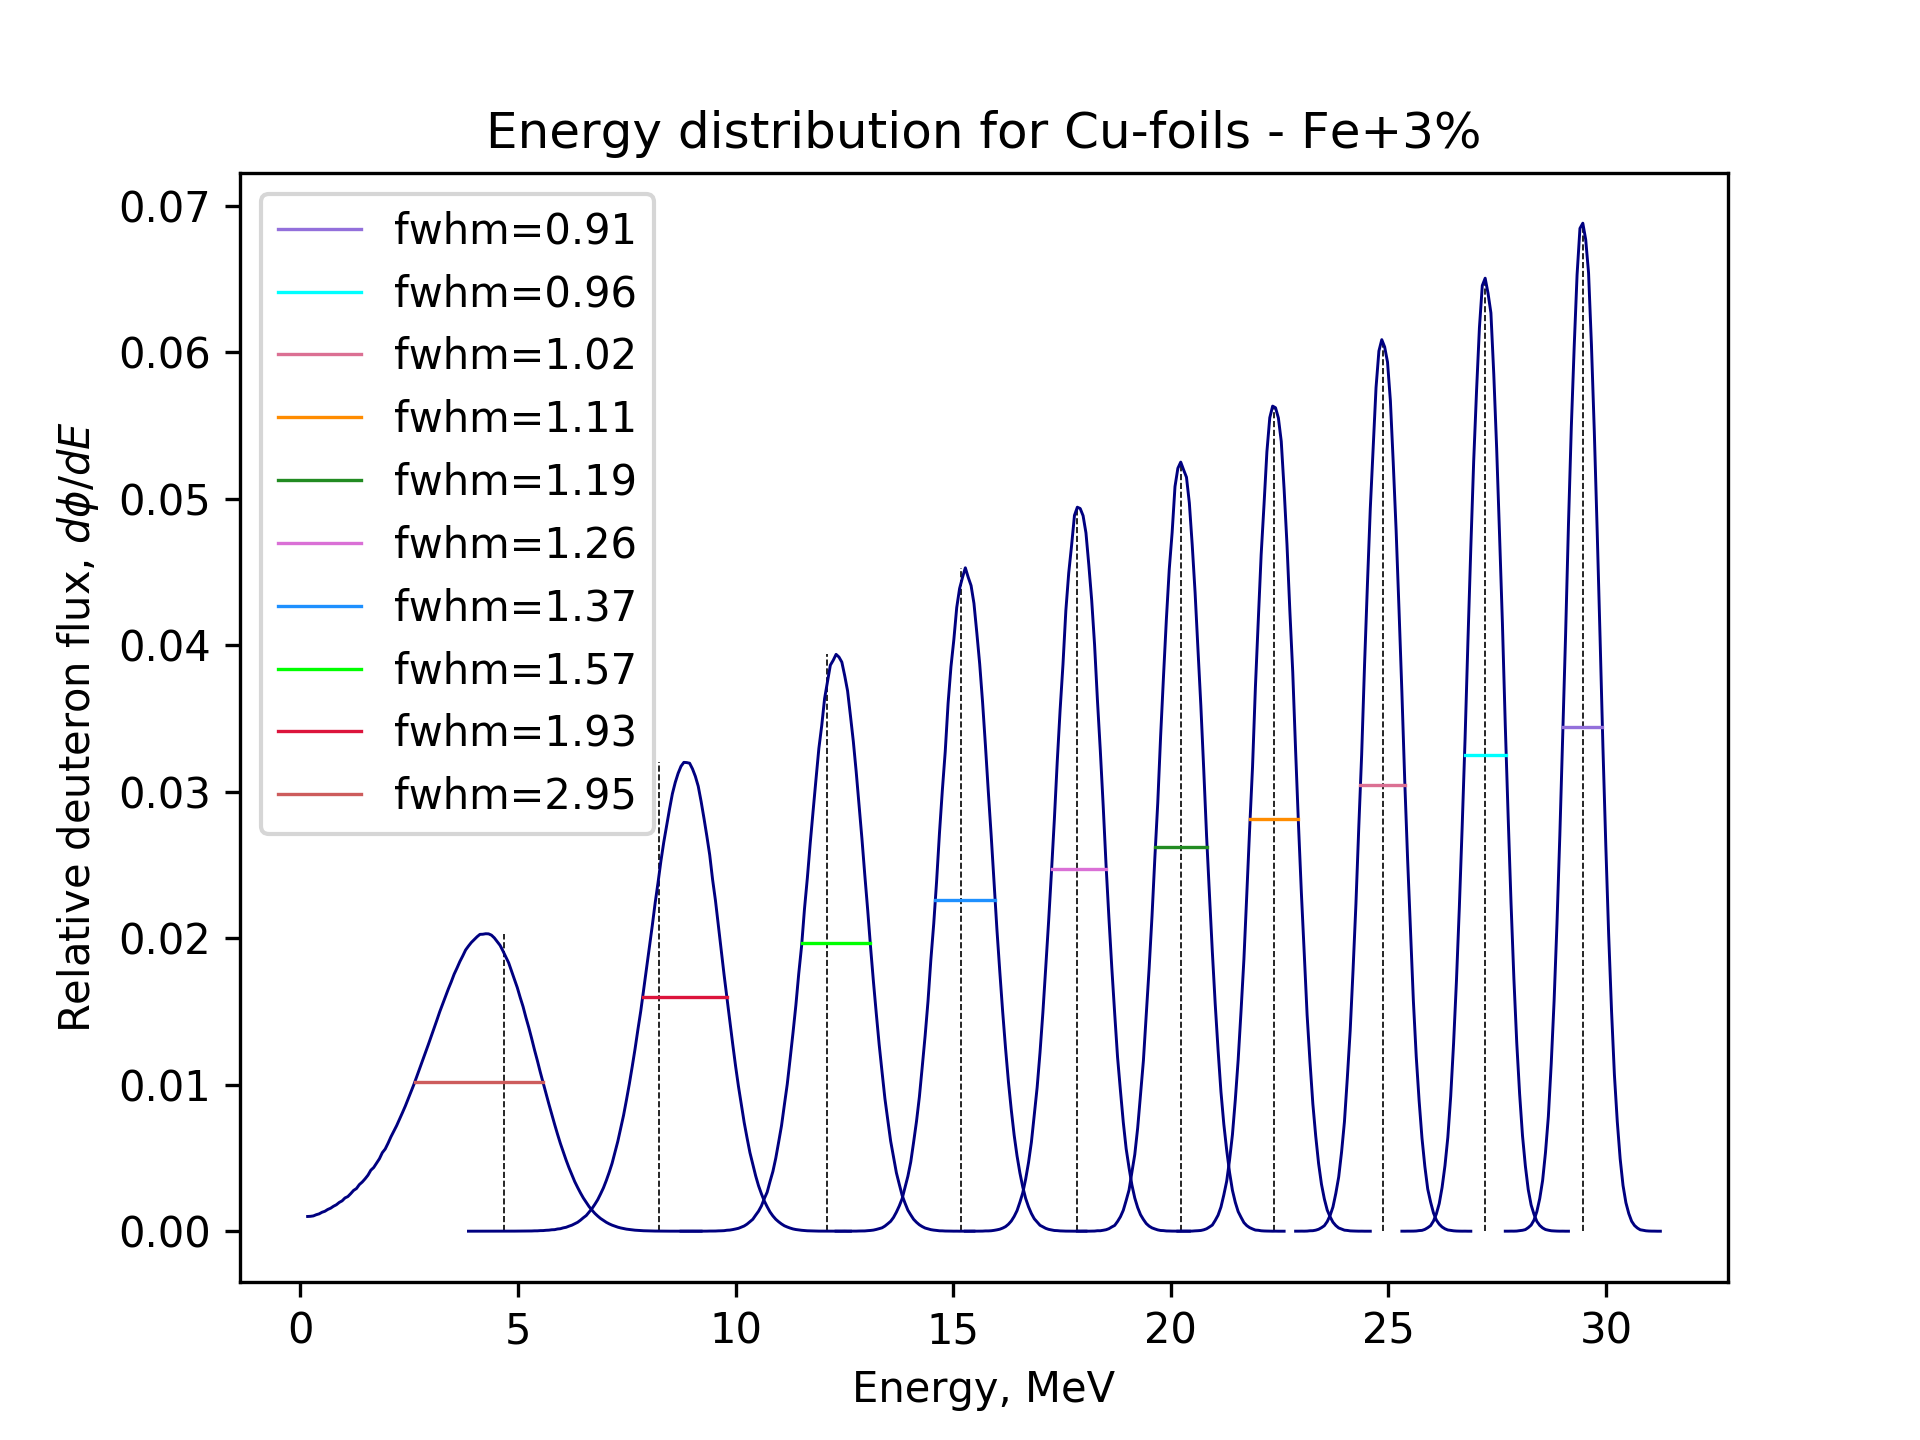 Energy distribution for Cu-foils - Fe+3%
Relative deuteron flux, dϕ/dE
0.07
0.06
0.05
0.04
0.03
0.02
0.01
0.00
fwhm=0.91
fwhm=0.96
fwhm=1.02
fwhm=1.11
fwhm=1.19
fwhm=1.26
fwhm=1.37
fwhm=1.57
fwhm=1.93
fwhm=2.95
0 5 10 15 20 25 30
Energy, MeV